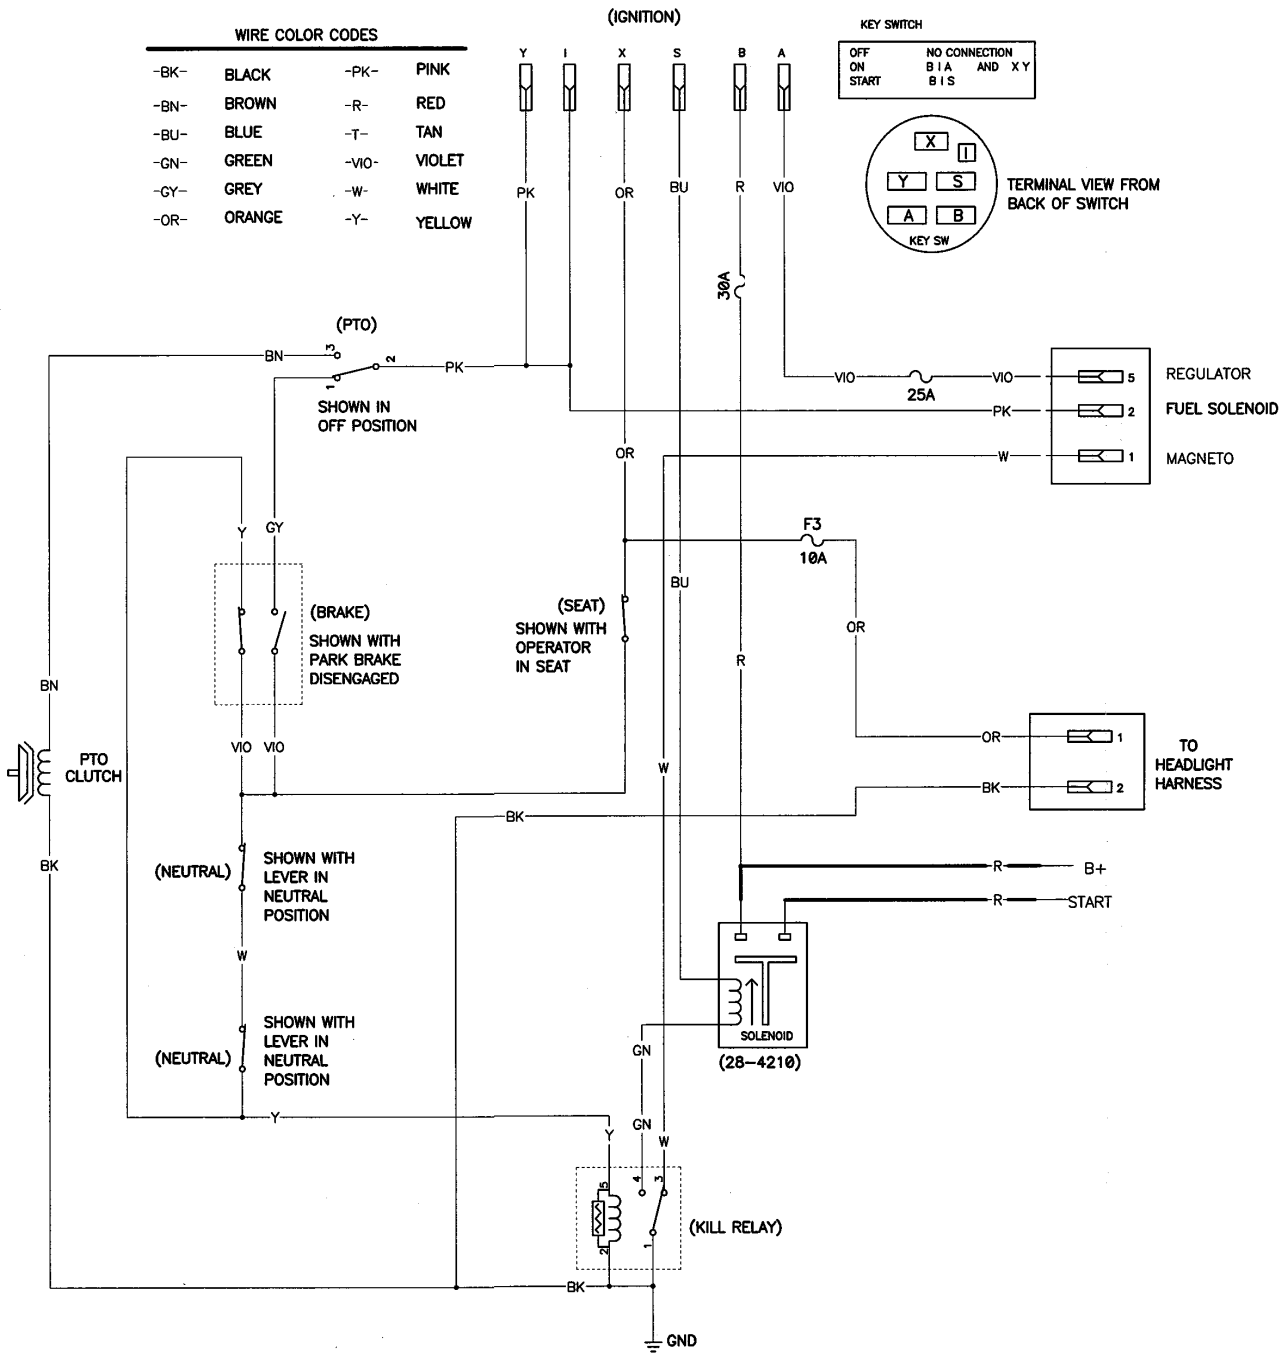 (IGNITION)
WIRE COLOR CODES
-BK- BLACK -PK- PINK
-BN- BROWN -R- RED
-BU- BLUE -T- TAN
-GN- GREEN -VIO- VIOLET
-GY- GREY -W- WHITE
-OR- ORANGE -Y- YELLOW
Y I X S B A
KEY SWITCH
OFF NO CONNECTION
ON B I A AND X Y
START B I S
X
I
Y S
A B
KEY SW
TERMINAL VIEW FROM
BACK OF SWITCH
PK OR BU R VIO
30A
(PTO)
3
BN
2
PK
1
SHOWN IN
OFF POSITION
VIO
25A
VIO
5
REGULATOR
PK
2
FUEL SOLENOID
W
1
MAGNETO
OR
Y
GY
F3
10A
(BRAKE)
SHOWN WITH
PARK BRAKE
DISENGAGED
(SEAT)
SHOWN WITH
OPERATOR
IN SEAT
BU
OR
R
BN
VIO VIO
PTO
CLUTCH
W
OR
1
BK
2
TO
HEADLIGHT
HARNESS
BK
BK
(NEUTRAL)
SHOWN WITH
LEVER IN
NEUTRAL
POSITION
R
B+
R
START
W
SOLENOID
(28-4210)
(NEUTRAL)
SHOWN WITH
LEVER IN
NEUTRAL
POSITION
GN
Y
GN
Y
W
5
4
3
2
1
(KILL RELAY)
BK
GND